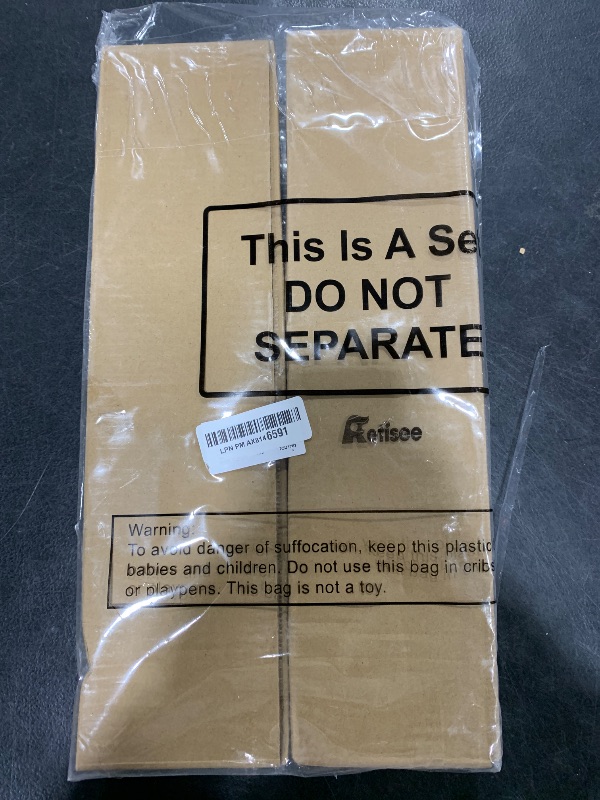 This Is A Se
DO NOT
SEPARATE
LPN PM AX8146591
Retisee
Warning:
To avoid danger of suffocation, keep this plastic
babies and children. Do not use this bag in cribs
or playpens. This bag is not a toy.